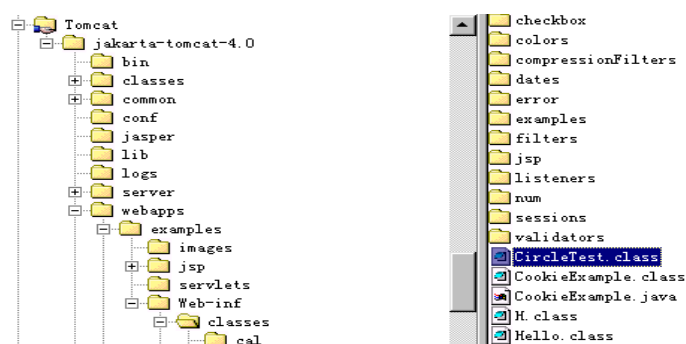 Tomcat
jakarta-tomcat-4.0
bin
classes
common
conf
jasper
lib
logs
server
webapps
examples
images
jsp
servlets
Web-inf
classes
cal
checkbox
colors
compressionFilters
dates
error
examples
filters
jsp
listeners
num
sessions
validators
CircleTest.class
CookieExample.class
CookieExample.java
H.class
Hello.class